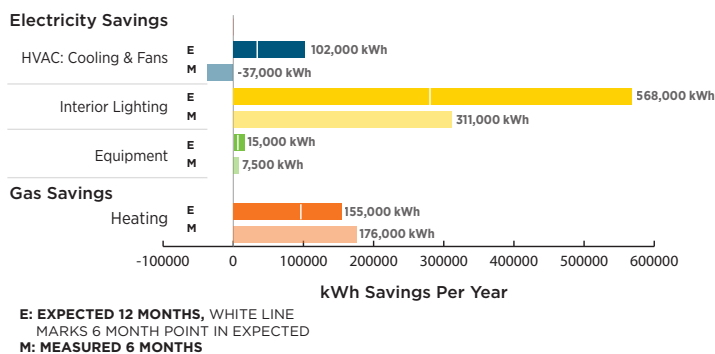 Electricity Savings
HVAC: Cooling & Fans
E
102,000 kWh
M
-37,000 kWh
Interior Lighting
E
568,000 kWh
M
311,000 kWh
Equipment
E
15,000 kWh
M
7,500 kWh
Gas Savings
Heating
E
155,000 kWh
M
176,000 kWh
-100000 0 100000 200000 300000 400000 500000 600000
kWh Savings Per Year
E: EXPECTED 12 MONTHS, WHITE LINE
MARKS 6 MONTH POINT IN EXPECTED
M: MEASURED 6 MONTHS